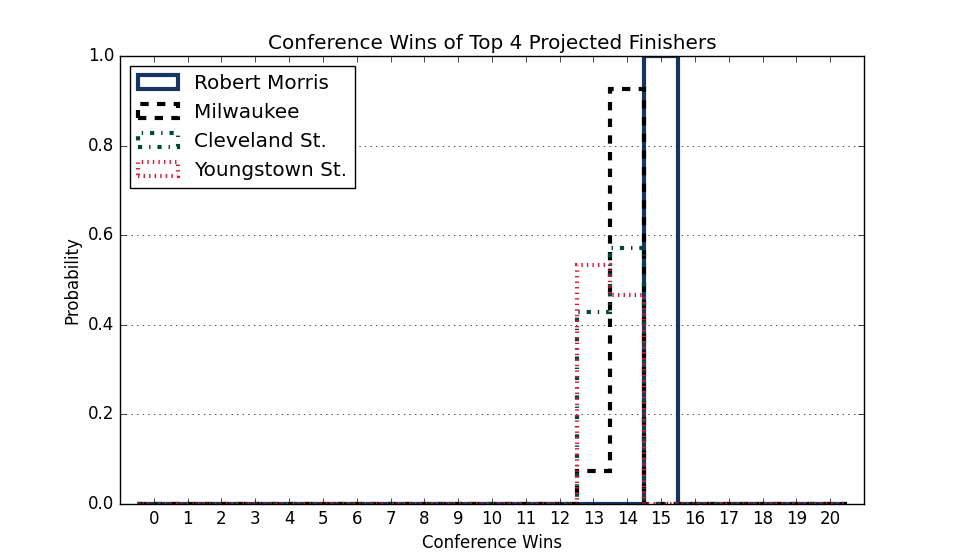 Conference Wins of Top 4 Projected Finishers
1.0
0.8
0.6
0.4
0.2
0.0
Probability
Robert Morris
Milwaukee
Cleveland St.
Youngstown St.
0 1 2 3 4 5 6 7 8 9 10 11 12 13 14 15 16 17 18 19 20
Conference Wins